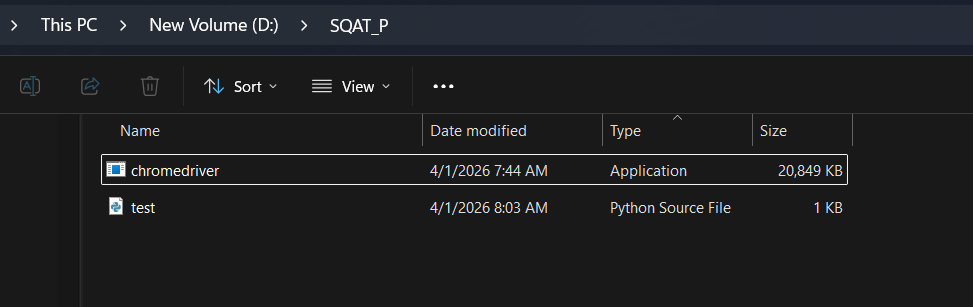 This PC > New Volume (D:) > SQAT_P
Sort View
Name Date modified Type Size
chromedriver 4/1/2026 7:44 AM Application 20,849 KB
test 4/1/2026 8:03 AM Python Source File 1 KB